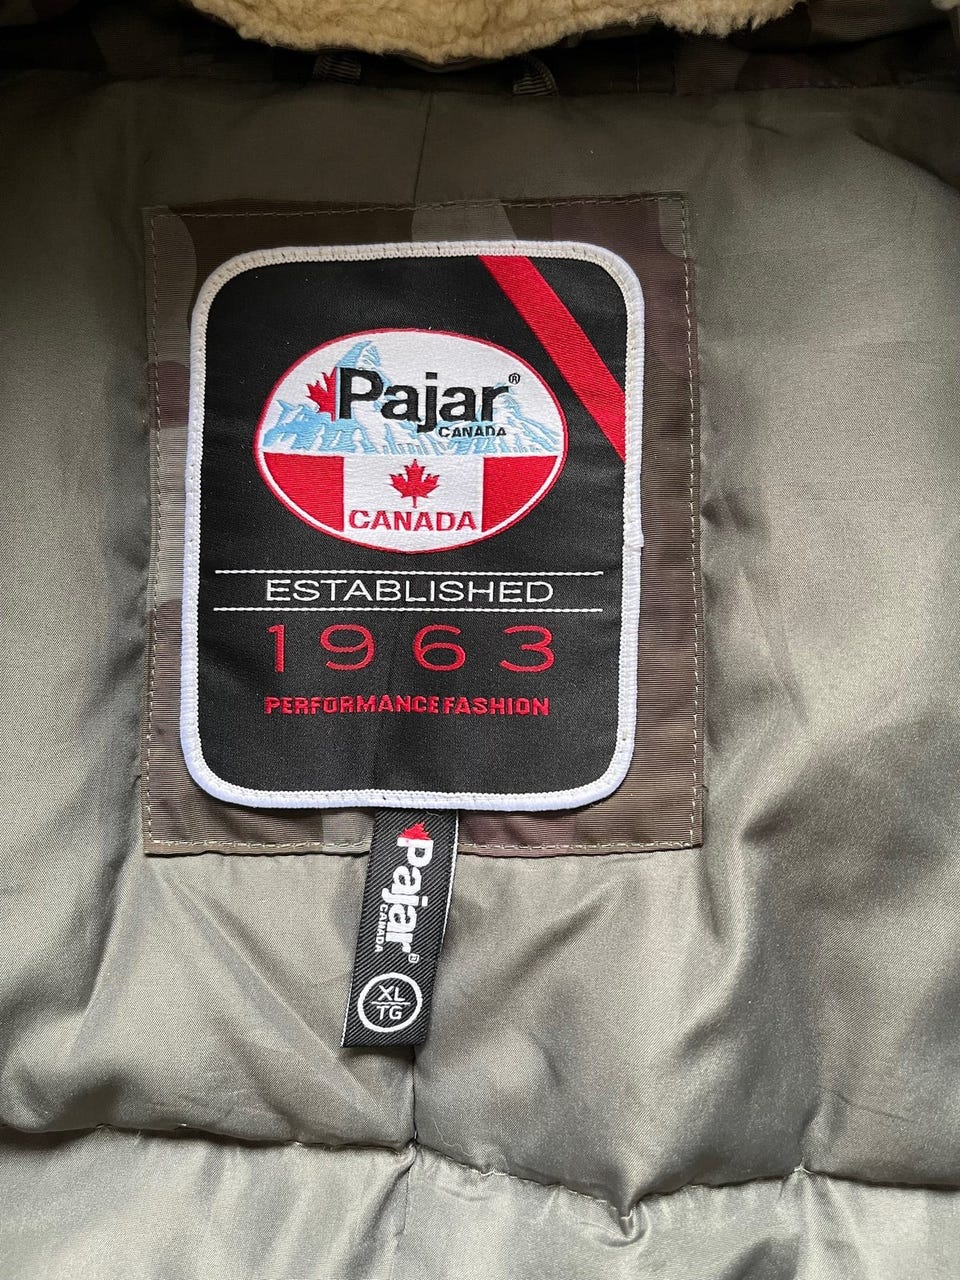 Pajar®
CANADA
CANADA
ESTABLISHED
1963
PERFORMANCE FASHION
Pajar®
CANADA
XL
TG